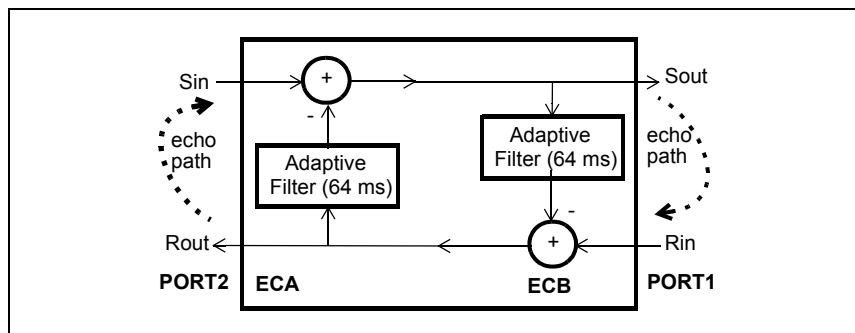 Sin
+
Sout
-
echo
path
Adaptive
Filter (64 ms)
Adaptive
Filter (64 ms)
echo
path
-
Rout
+
Rin
PORT2
ECA
ECB
PORT1